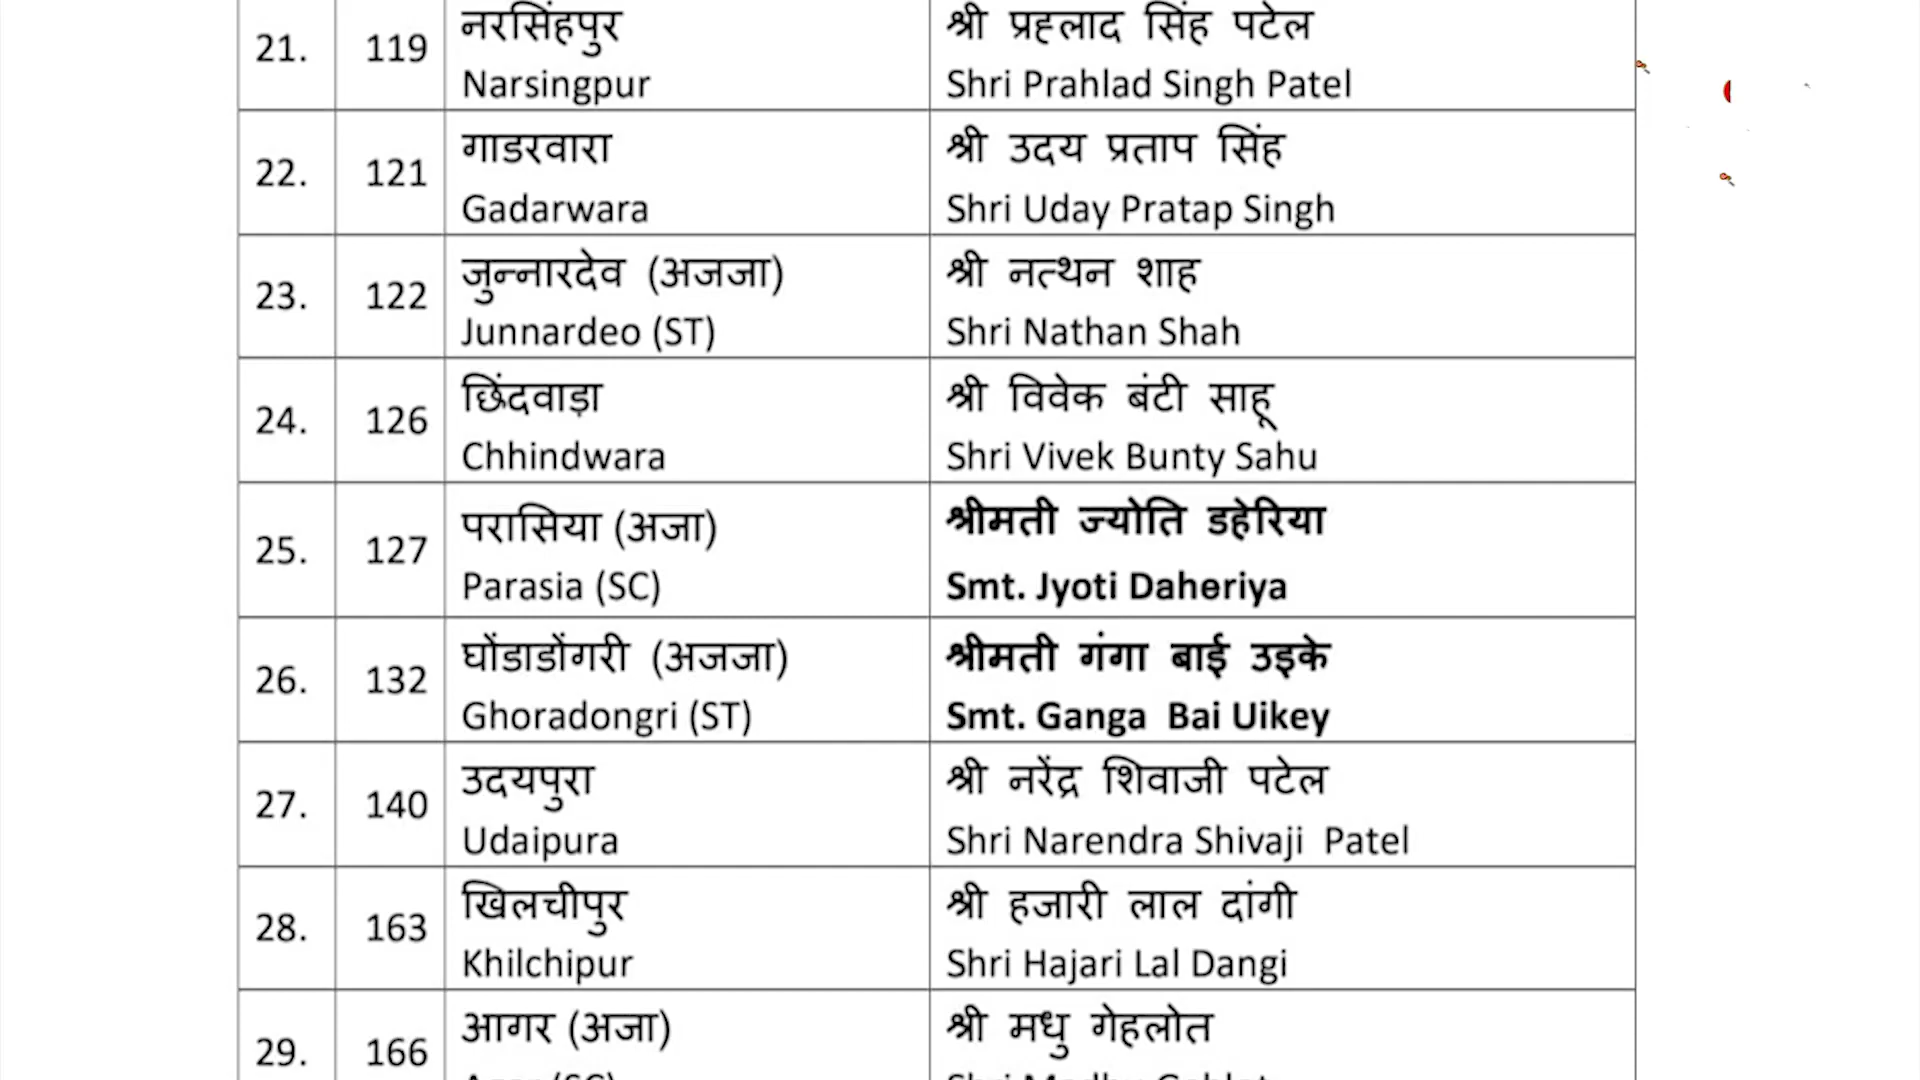 21. 119 नरसिंहपुर श्री प्रह्लाद सिंह पटेल
Narsingpur Shri Prahlad Singh Patel
22. 121 गाडरवारा श्री उदय प्रताप सिंह
Gadarwara Shri Uday Pratap Singh
23. 122 जुन्नारदेव (अजजा) श्री नत्थन शाह
Junnardeo (ST) Shri Nathan Shah
24. 126 छिंदवाड़ा श्री विवेक बंटी साहू
Chhindwara Shri Vivek Bunty Sahu
25. 127 परासिया (अजा) श्रीमती ज्योति डहेरिया
Parasia (SC) Smt. Jyoti Daheriya
26. 132 घोंडाडोंगरी (अजजा) श्रीमती गंगा बाई उइके
Ghoradongri (ST) Smt. Ganga Bai Uikey
27. 140 उदयपुरा श्री नरेंद्र शिवाजी पटेल
Udaipura Shri Narendra Shivaji Patel
28. 163 खिलचीपुर श्री हजारी लाल दांगी
Khilchipur Shri Hajari Lal Dangi
29. 166 आगर (अजा) श्री मधु गेहलोत